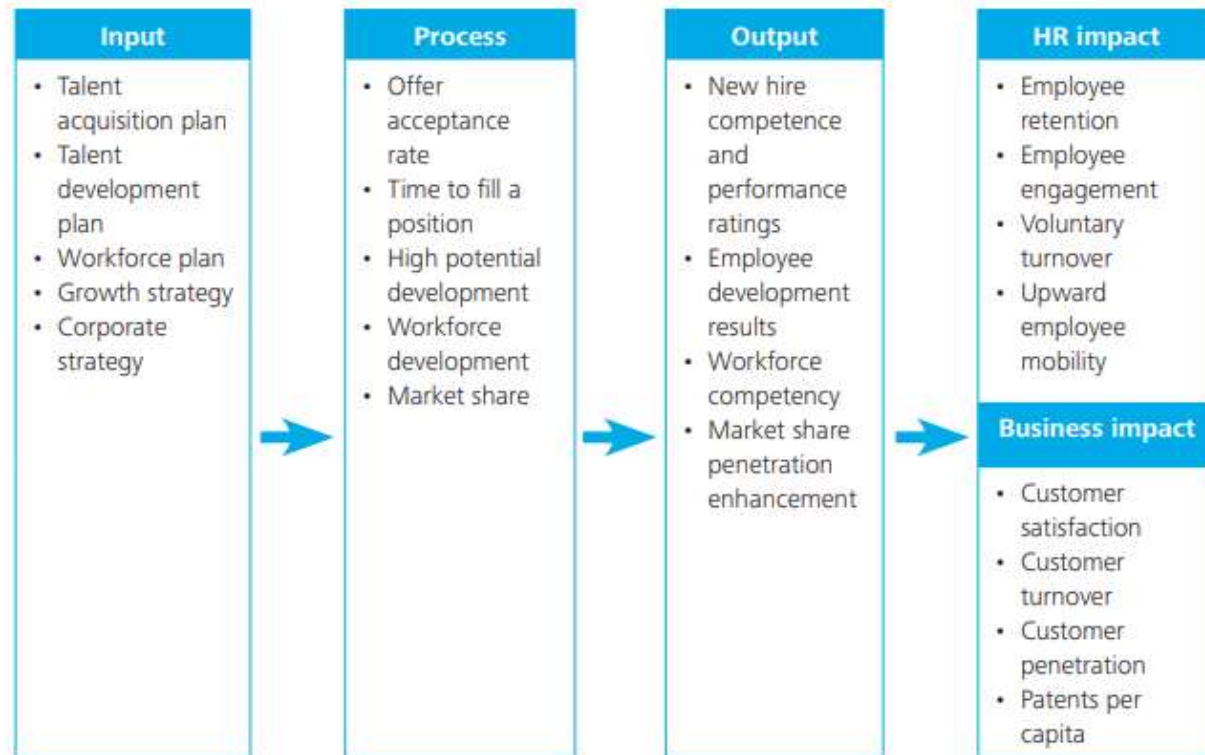 Input
• Talent
acquisition plan
• Talent
development
plan
• Workforce plan
• Growth strategy
• Corporate
strategy
Process
• Offer
acceptance
rate
• Time to fill a
position
• High potential
development
• Workforce
development
• Market share
Output
• New hire
competence
and
performance
ratings
• Employee
development
results
• Workforce
competency
• Market share
penetration
enhancement
HR impact
• Employee
retention
• Employee
engagement
• Voluntary
turnover
• Upward
employee
mobility
Business impact
• Customer
satisfaction
• Customer
turnover
• Customer
penetration
• Patents per
capita